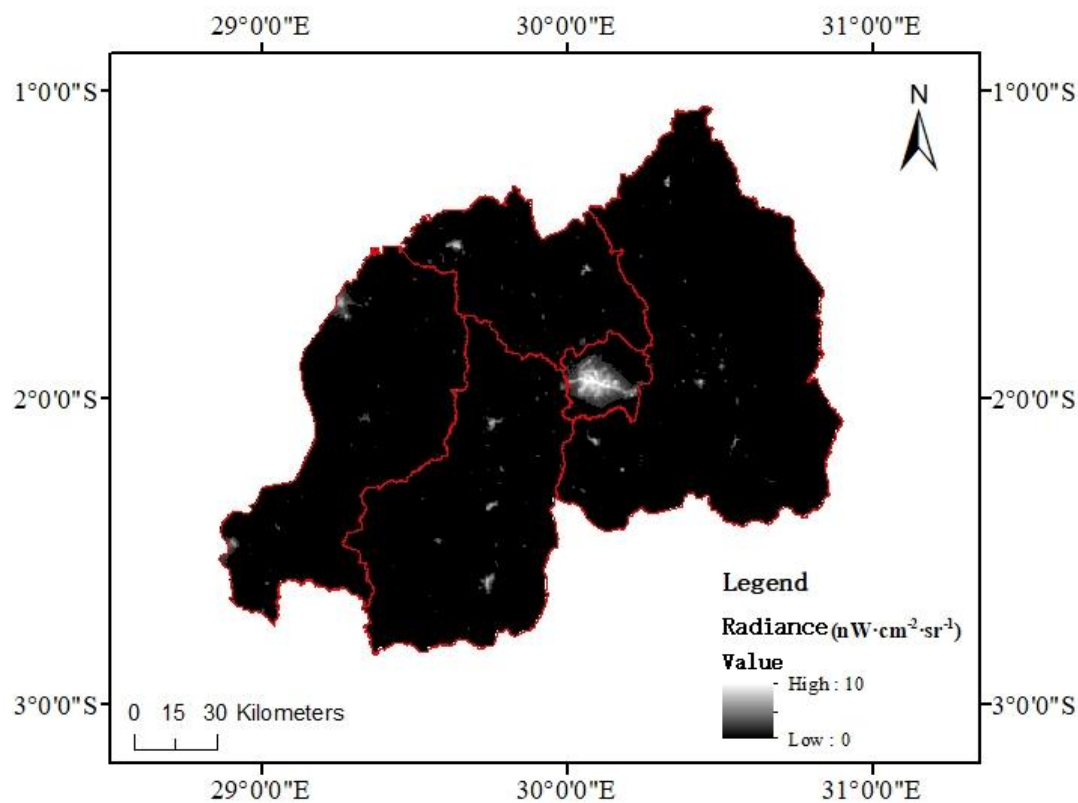 29°0'0"E 30°0'0"E 31°0'0"E
1°0'0"S 1°0'0"S
N
2°0'0"S 2°0'0"S
Legend
Radiance(nW·cm⁻²·sr⁻¹)
Value
High : 10
Low : 0
3°0'0"S 3°0'0"S
0 15 30 Kilometers
29°0'0"E 30°0'0"E 31°0'0"E